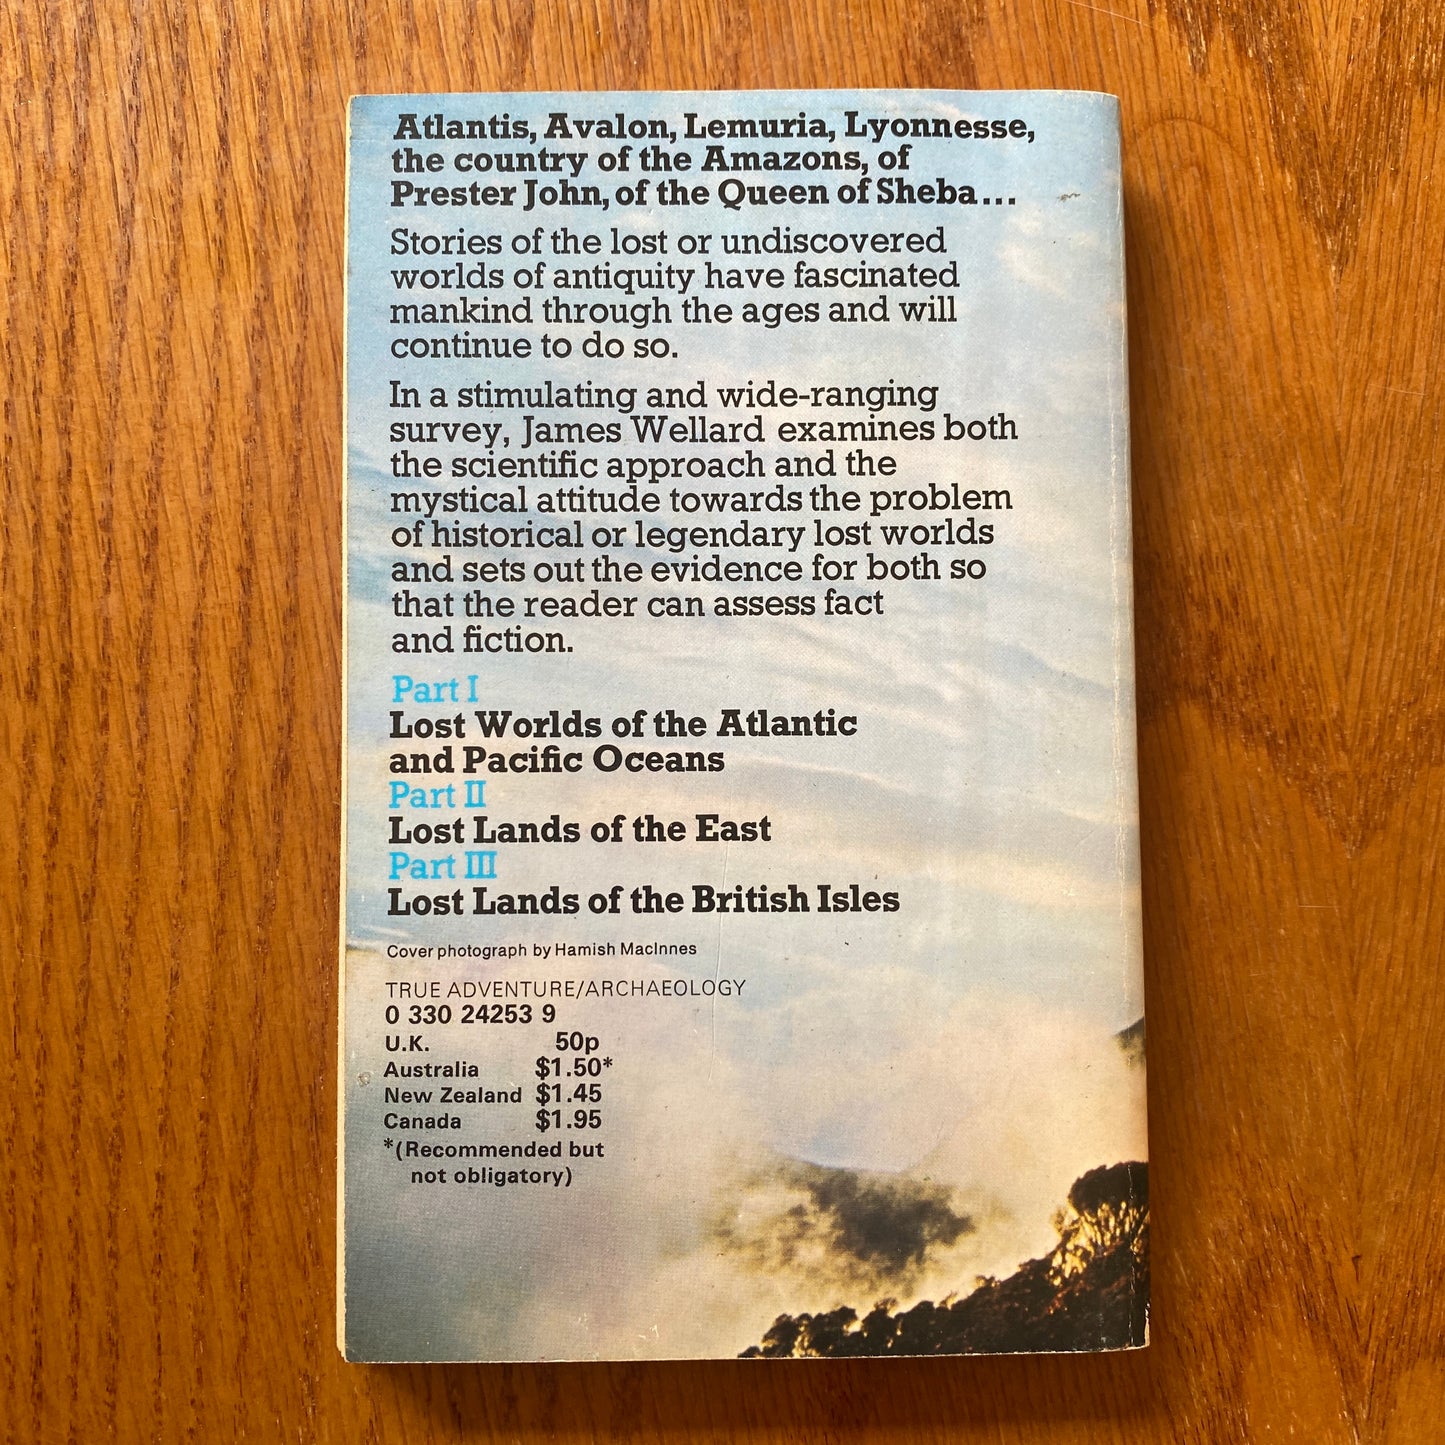 Atlantis, Avalon, Lemuria, Lyonnesse,
the country of the Amazons, of
Prester John, of the Queen of Sheba...
Stories of the lost or undiscovered
worlds of antiquity have fascinated
mankind through the ages and will
continue to do so.
In a stimulating and wide-ranging
survey, James Wellard examines both
the scientific approach and the
mystical attitude towards the problem
of historical or legendary lost worlds
and sets out the evidence for both so
that the reader can assess fact
and fiction.
Part I
Lost Worlds of the Atlantic
and Pacific Oceans
Part II
Lost Lands of the East
Part III
Lost Lands of the British Isles
Cover photograph by Hamish MacInnes
TRUE ADVENTURE/ARCHAEOLOGY
0 330 24253 9
U.K. 50p
Australia $1.50*
New Zealand $1.45
Canada $1.95
*(Recommended but
not obligatory)